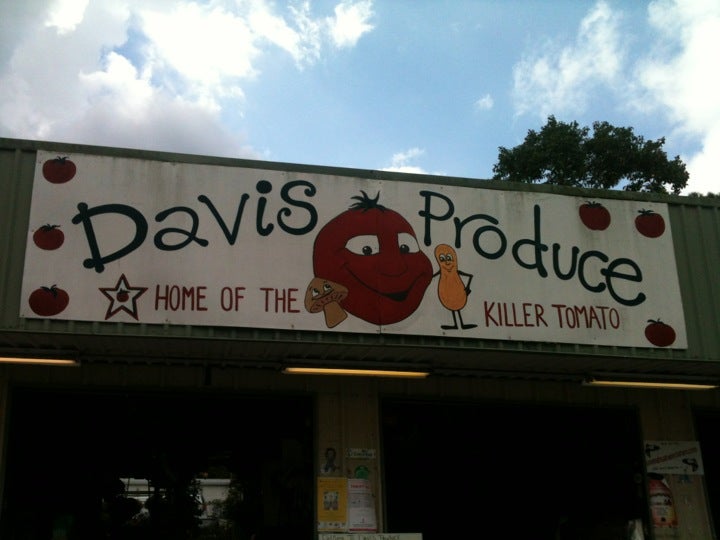 Davis Produce
HOME OF THE KILLER TOMATO